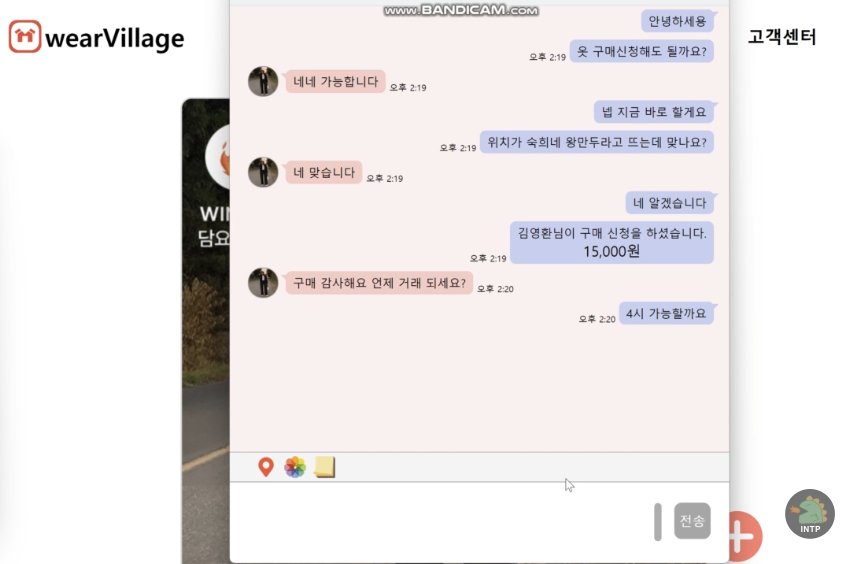 www.BANDICAM.com
wearVillage
고객센터
안녕하세용
옷 구매신청해도 될까요?
오후 2:19
네네 가능합니다
오후 2:19
넵 지금 바로 할게요
위치가 숙희네 왕만두라고 뜨는데 맞나요?
오후 2:19
네 맞습니다
오후 2:19
네 알겠습니다
김영환님이 구매 신청을 하셨습니다.
15,000원
오후 2:19
구매 감사해요 언제 거래 되세요?
오후 2:20
4시 가능할까요
오후 2:20
전송
INTP